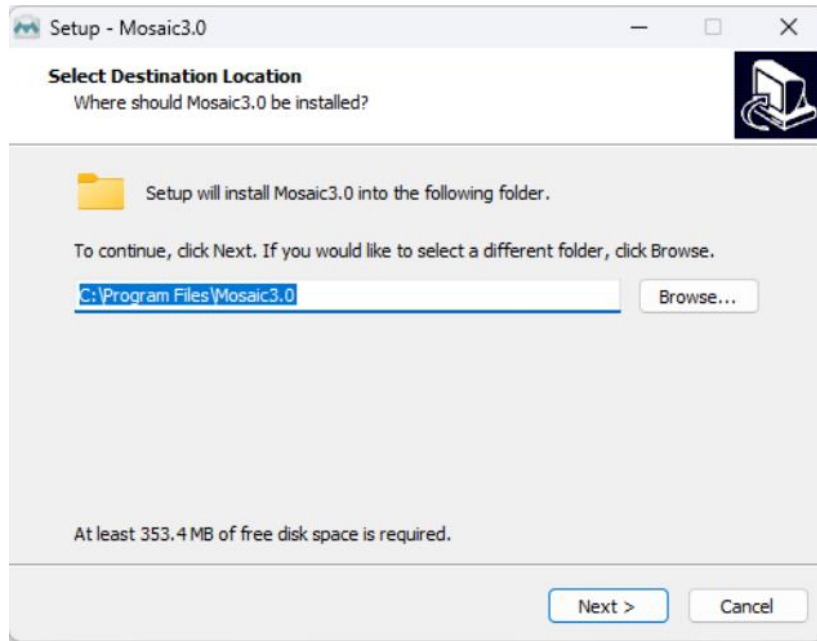 Setup - Mosaic3.0
Select Destination Location
Where should Mosaic3.0 be installed?
Setup will install Mosaic3.0 into the following folder.
To continue, click Next. If you would like to select a different folder, click Browse.
C:\Program Files\Mosaic3.0
Browse...
At least 353.4 MB of free disk space is required.
Next >
Cancel